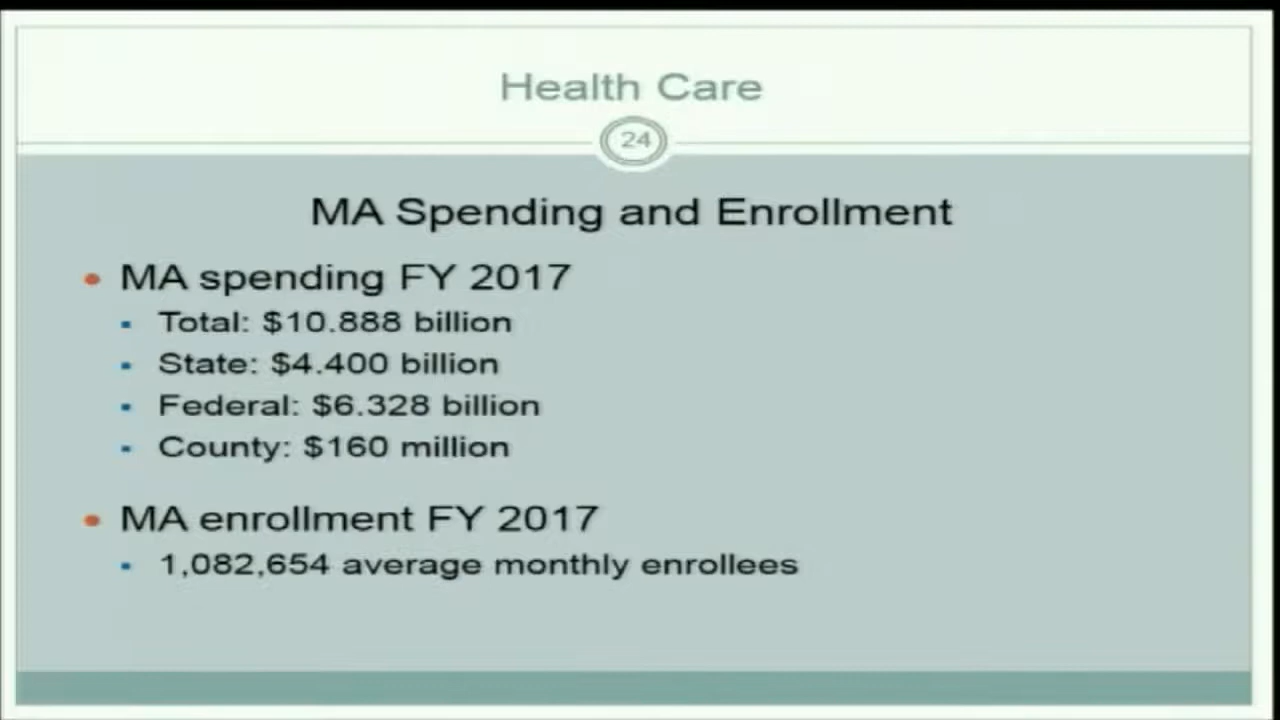 Health Care
24
MA Spending and Enrollment
MA spending FY 2017
Total: $10.888 billion
State: $4.400 billion
Federal: $6.328 billion
County: $160 million
MA enrollment FY 2017
1,082,654 average monthly enrollees